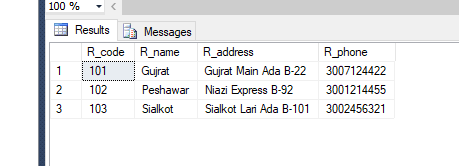 100 %
Results Messages
R_code R_name R_address R_phone
1 101 Gujrat Gujrat Main Ada B-22 3007124422
2 102 Peshawar Niazi Express B-92 3001214455
3 103 Sialkot Sialkot Lari Ada B-101 3002456321